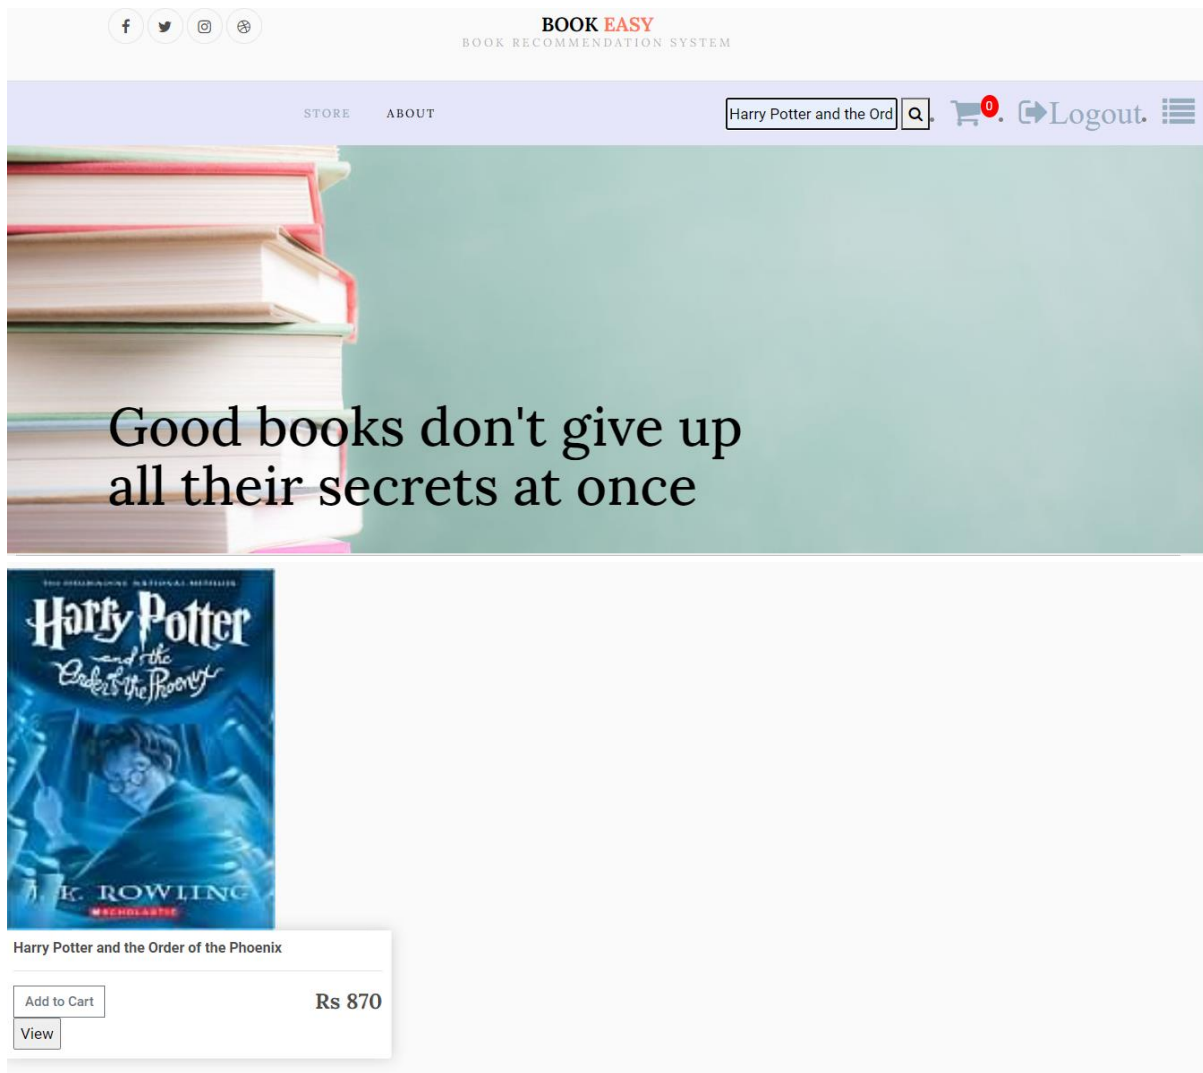 BOOK EASY
BOOK RECOMMENDATION SYSTEM
STORE ABOUT
Harry Potter and the Ord
0
Logout.
Good books don't give up
all their secrets at once
Harry Potter
and the
Order of the Phoenix
J. K. ROWLING
SCHOLASTIC
Harry Potter and the Order of the Phoenix
Add to Cart
Rs 870
View